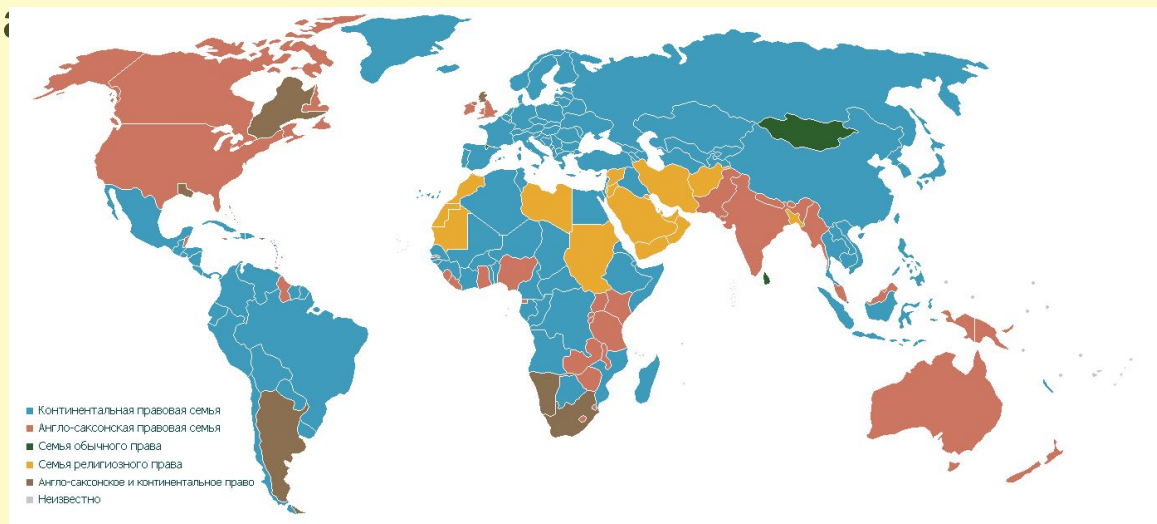 Континентальная правовая семья
Англо-саксонская правовая семья
Семья обычного права
Семья религиозного права
Англо-саксонское и континентальное право
Неизвестно